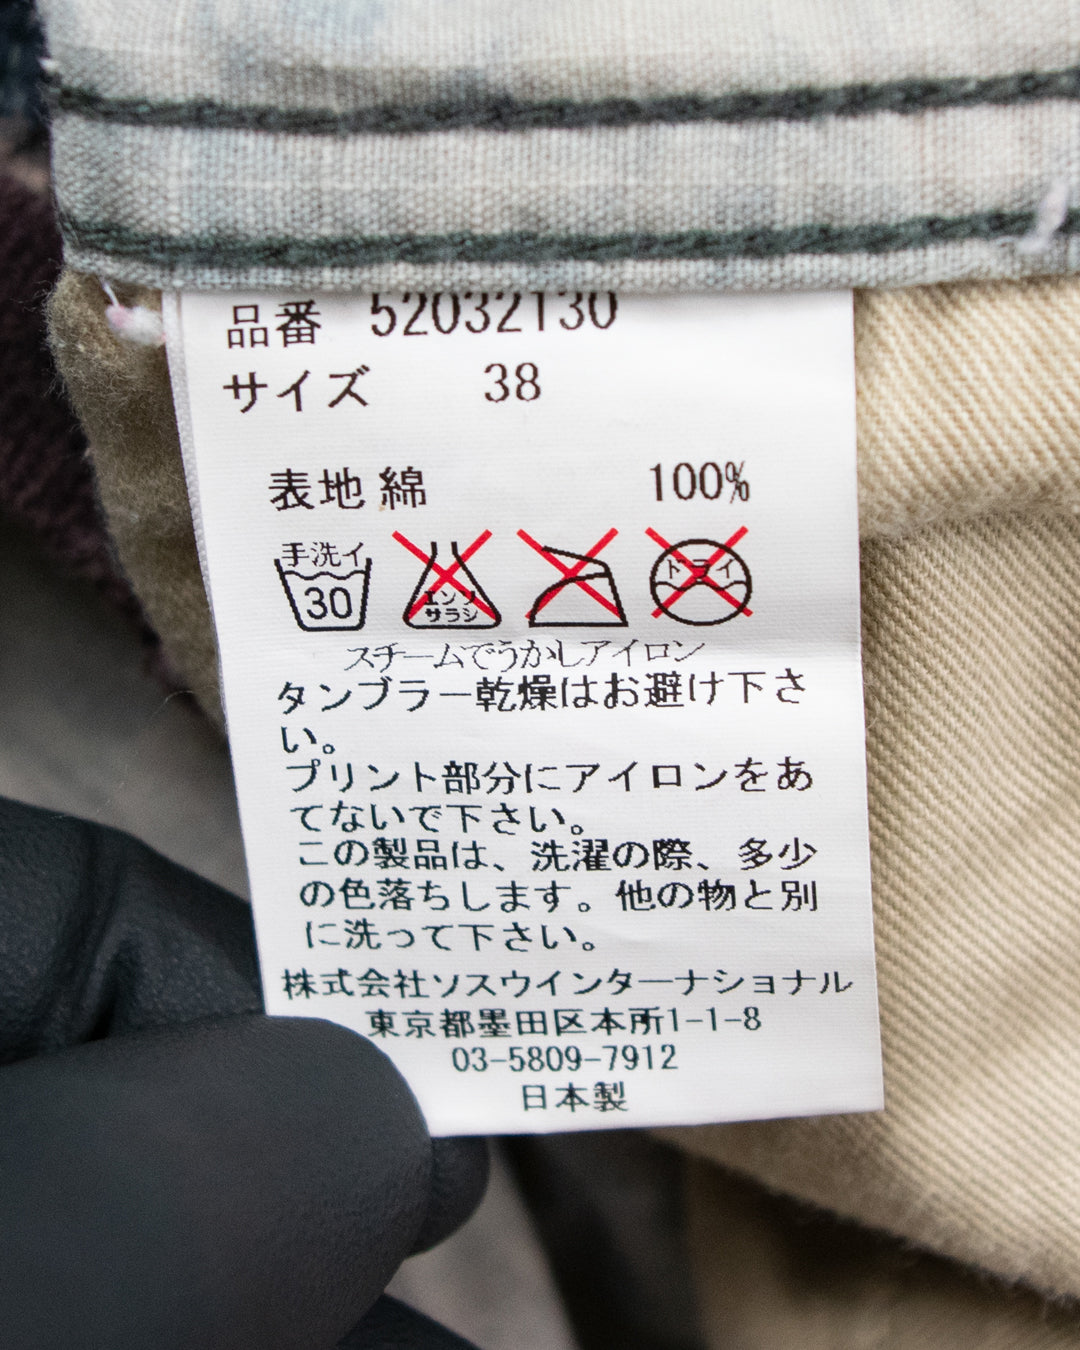 品番 52032130
サイズ 38
表地 綿 100%
手洗イ
30
エンソ
サラシ
ドライ
スチームでうかしアイロン
タンブラー乾燥はお避け下さ
い。
プリント部分にアイロンをあ
てないで下さい。
この製品は、洗濯の際、多少
の色落ちします。他の物と別
に洗って下さい。
株式会社ソスウインターナショナル
東京都墨田区本所1-1-8
03-5809-7912
日本製